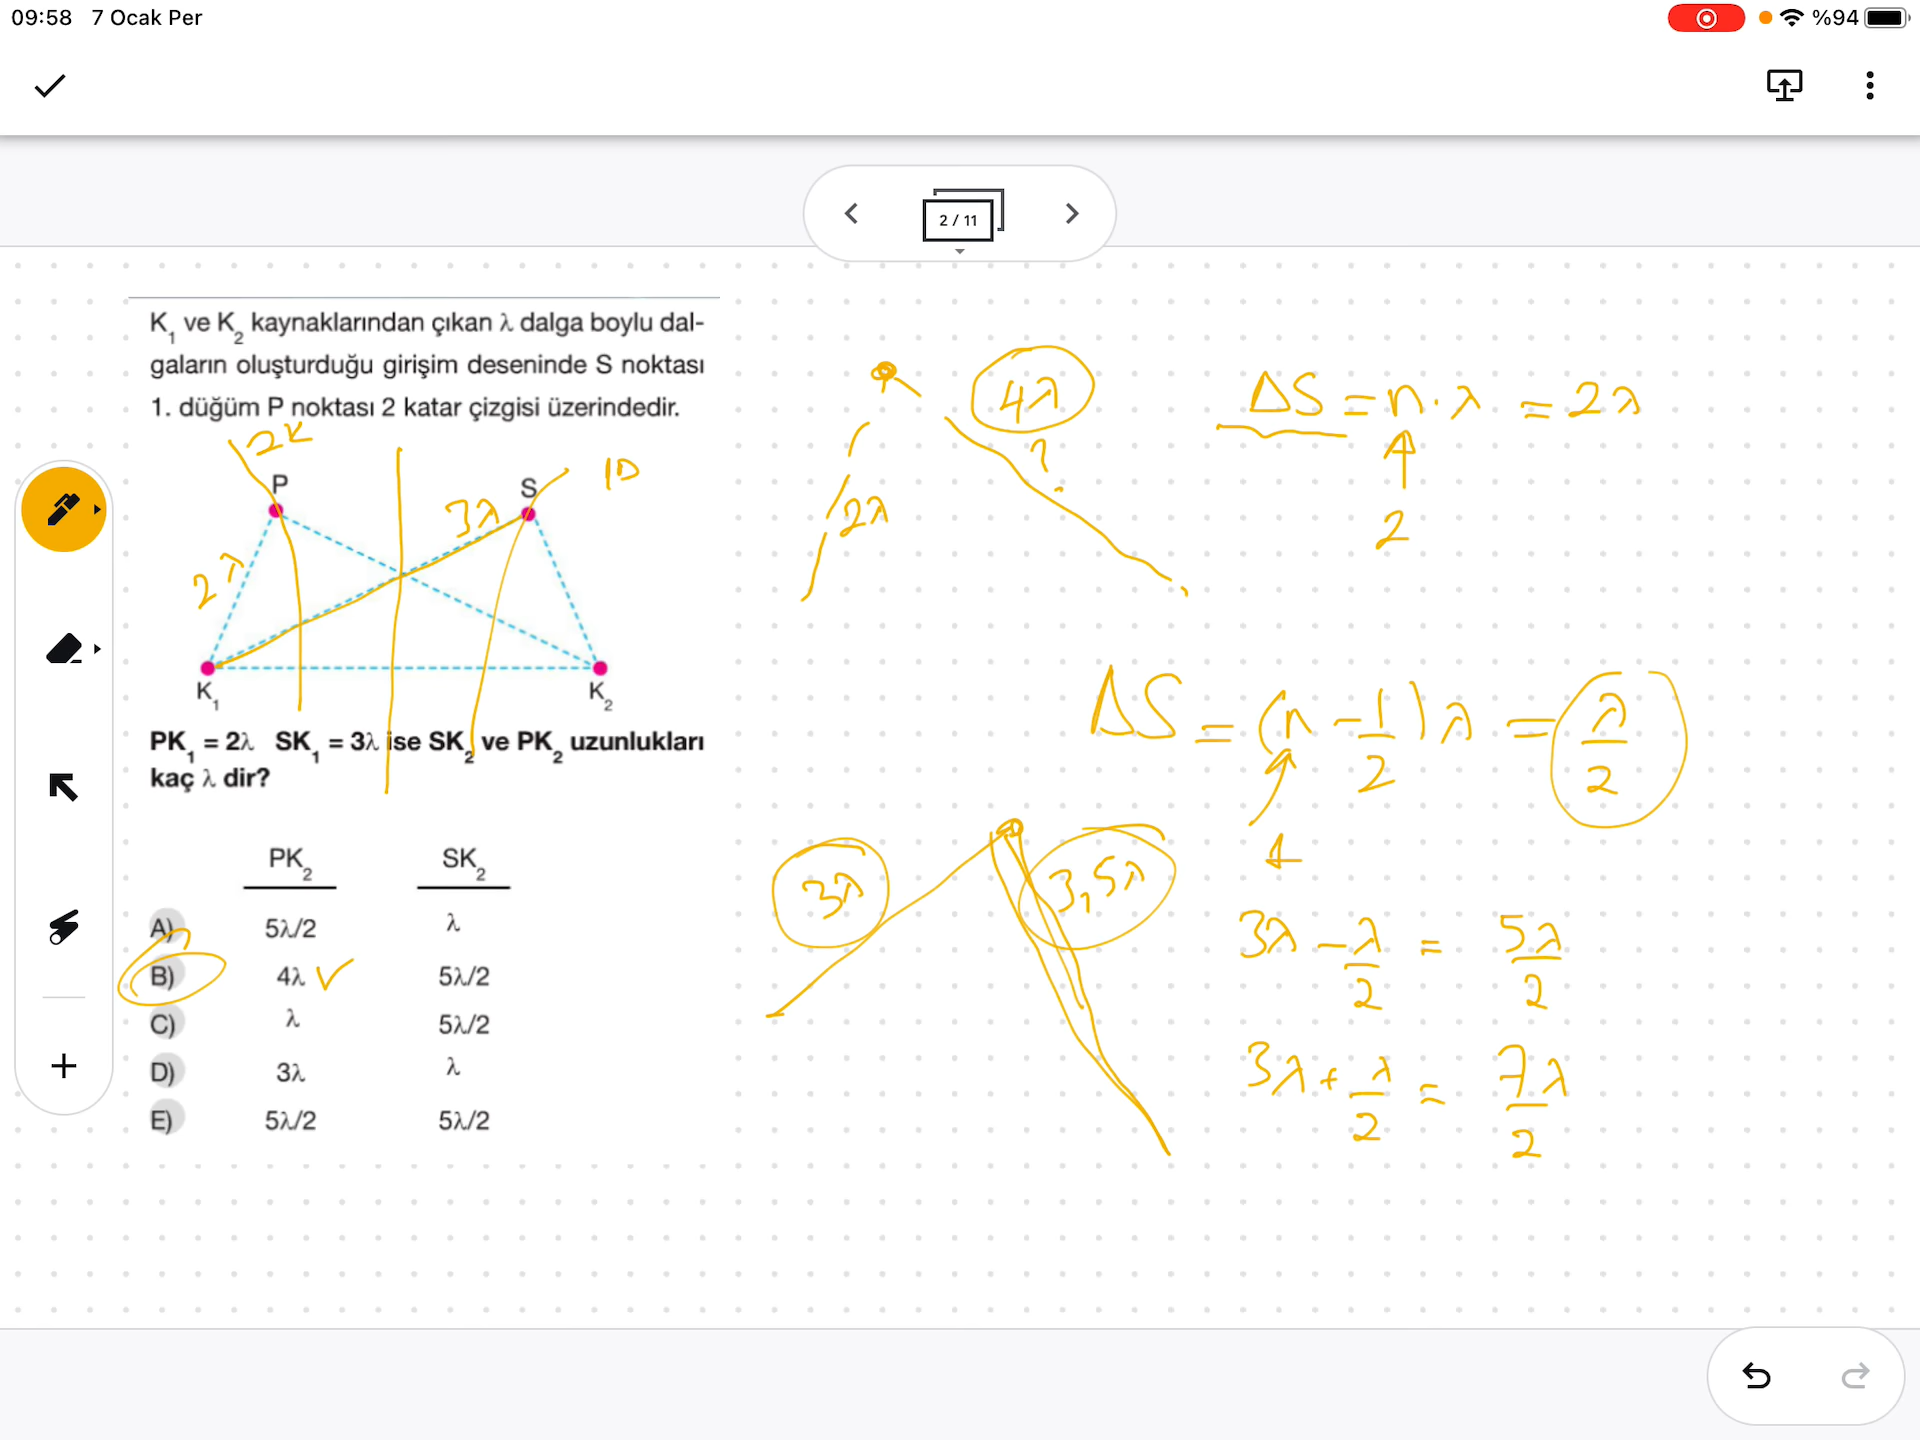 09:58 7 Ocak Per
%94
2 / 11
K₁ ve K₂ kaynaklarından çıkan λ dalga boylu dal-
gaların oluşturduğu girişim deseninde S noktası
1. düğüm P noktası 2 katar çizgisi üzerindedir.
2K
P
S
1D
3λ
2λ
K₁
K₂
PK₁ = 2λ SK₁ = 3λ ise SK₂ ve PK₂ uzunlukları
kaç λ dir?
PK₂ SK₂
A) 5λ/2 λ
B) 4λ ✓ 5λ/2
C) λ 5λ/2
D) 3λ λ
E) 5λ/2 5λ/2
4λ
?
2λ
ΔS = n.λ = 2λ
2
ΔS = (n - 1/2)λ = λ/2
1
3λ
3,5λ
3λ - λ/2 = 5λ/2
3λ + λ/2 = 7λ/2